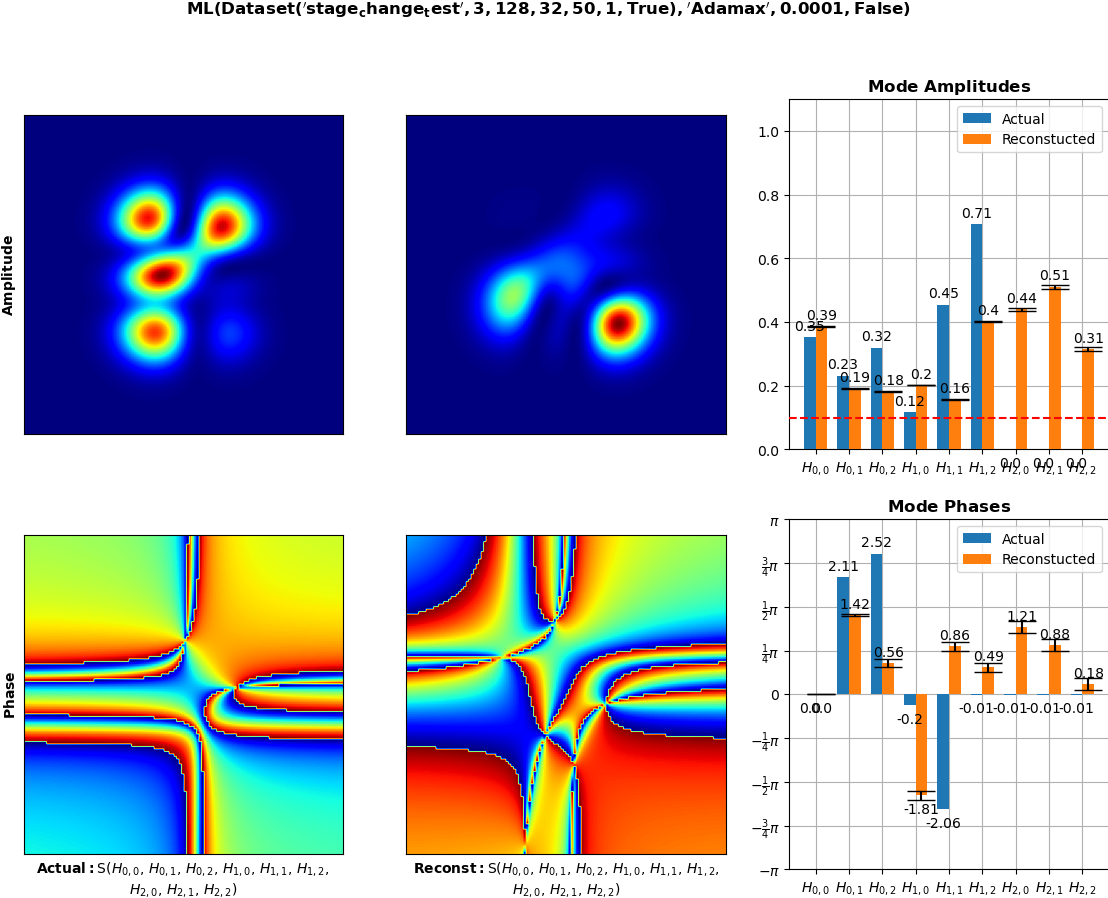 ML(Dataset('stage_change_test', 3, 128, 32, 50, 1, True), 'Adamax', 0.0001, False)
Amplitude
Mode Amplitudes
Actual
Reconstucted
1.0
0.8
0.6
0.4
0.2
0.0
0.35 0.39 0.23 0.19 0.32 0.18 0.12 0.2 0.45 0.16 0.71 0.4 0.0 0.44 0.0 0.51 0.0 0.31
H0,0 H0,1 H0,2 H1,0 H1,1 H1,2 H2,0 H2,1 H2,2
Phase
Actual: S(H0,0, H0,1, H0,2, H1,0, H1,1, H1,2,
H2,0, H2,1, H2,2)
Reconst: S(H0,0, H0,1, H0,2, H1,0, H1,1, H1,2,
H2,0, H2,1, H2,2)
Mode Phases
Actual
Reconstucted
π
3/4π
1/2π
1/4π
0
−1/4π
−1/2π
−3/4π
−π
0.0 0.0 2.11 1.42 2.52 0.56 -0.2 -1.81 -2.06 0.86 -0.01 0.49 -0.01 1.21 -0.01 0.88 -0.01 0.18
H0,0 H0,1 H0,2 H1,0 H1,1 H1,2 H2,0 H2,1 H2,2